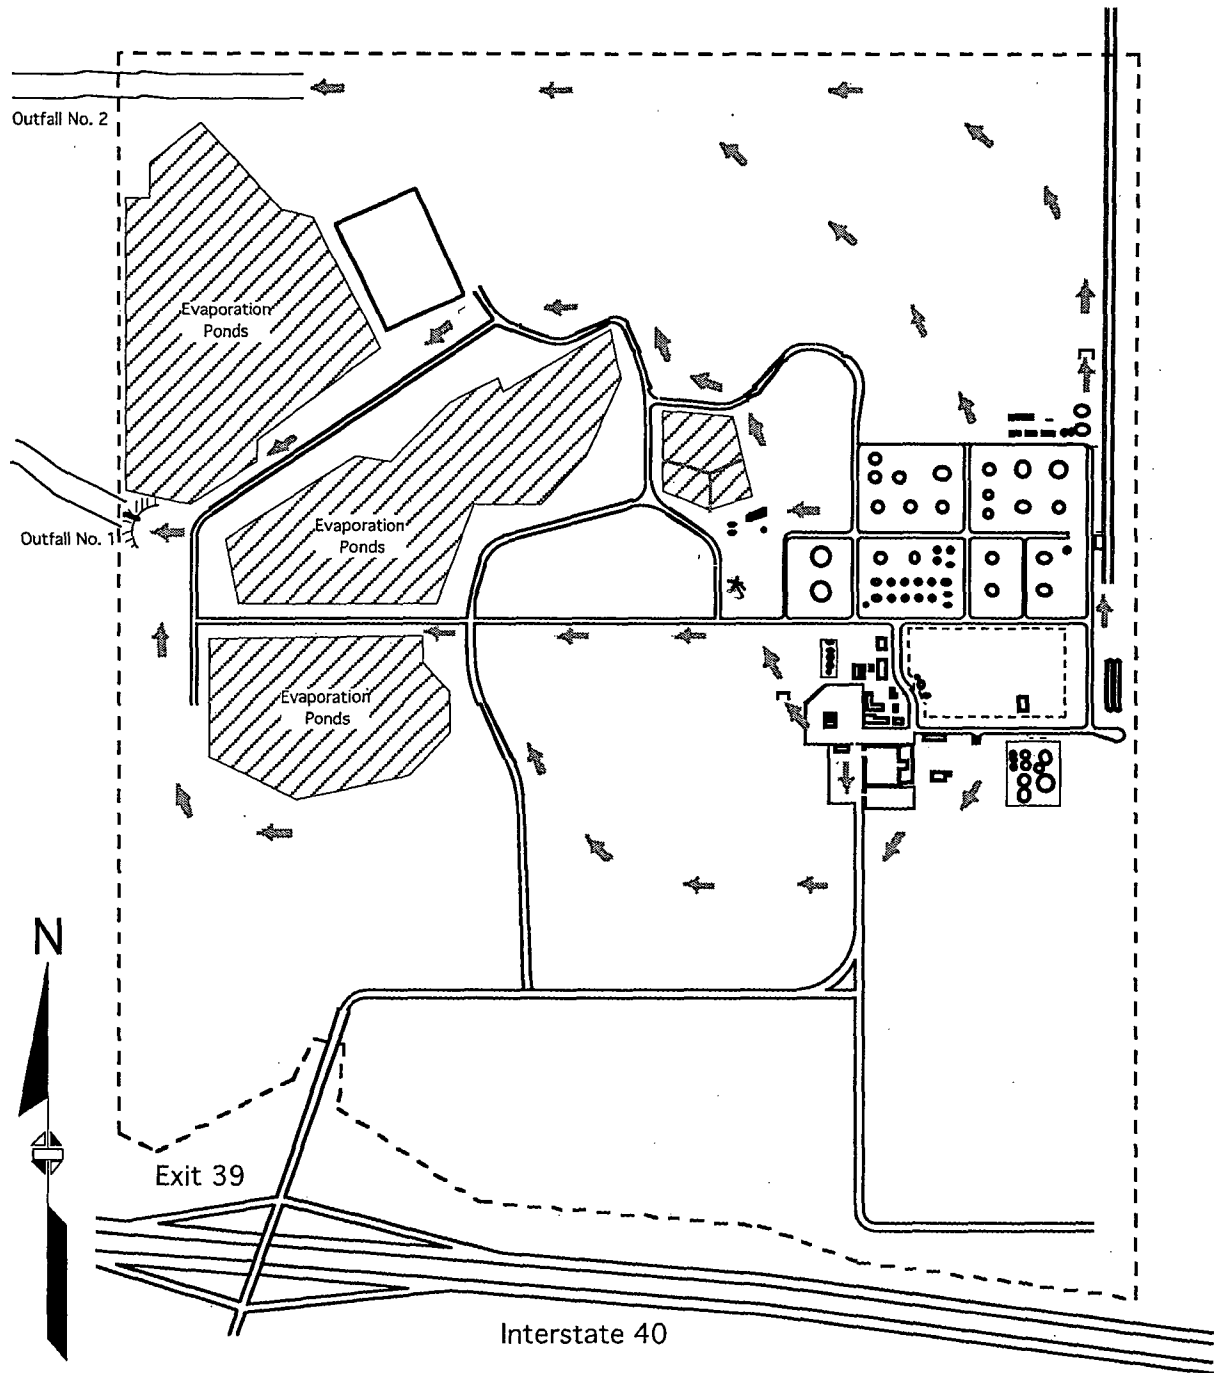 Outfall No. 2
Evaporation
Ponds
Outfall No. 1
Evaporation
Ponds
Evaporation
Ponds
N
Exit 39
Interstate 40